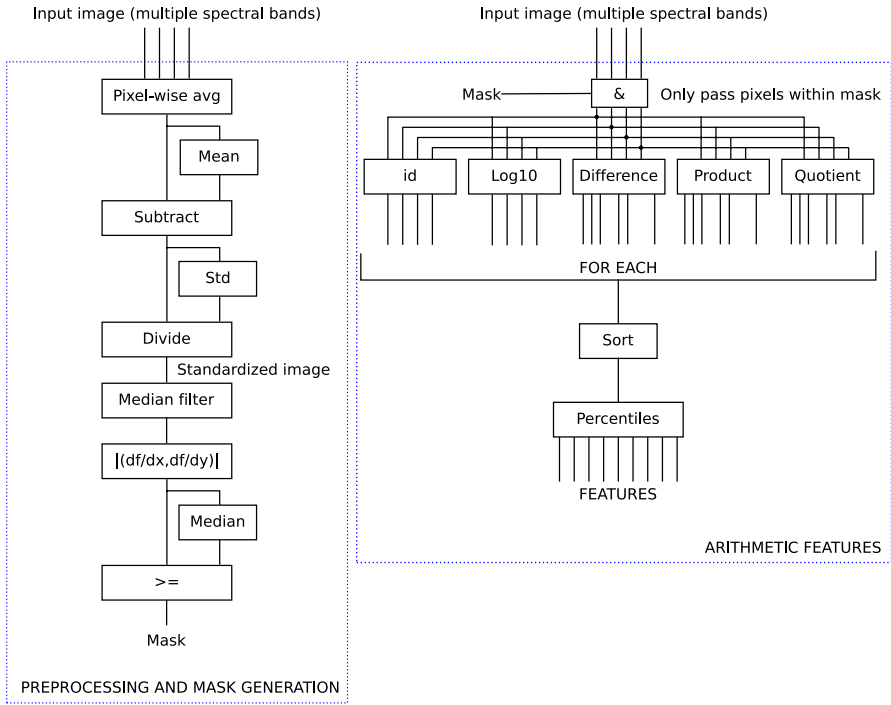 Input image (multiple spectral bands)
Pixel-wise avg
Mean
Subtract
Std
Divide
Standardized image
Median filter
|(df/dx,df/dy)|
Median
>=
Mask
PREPROCESSING AND MASK GENERATION
Input image (multiple spectral bands)
Mask
&
Only pass pixels within mask
id
Log10
Difference
Product
Quotient
FOR EACH
Sort
Percentiles
FEATURES
ARITHMETIC FEATURES